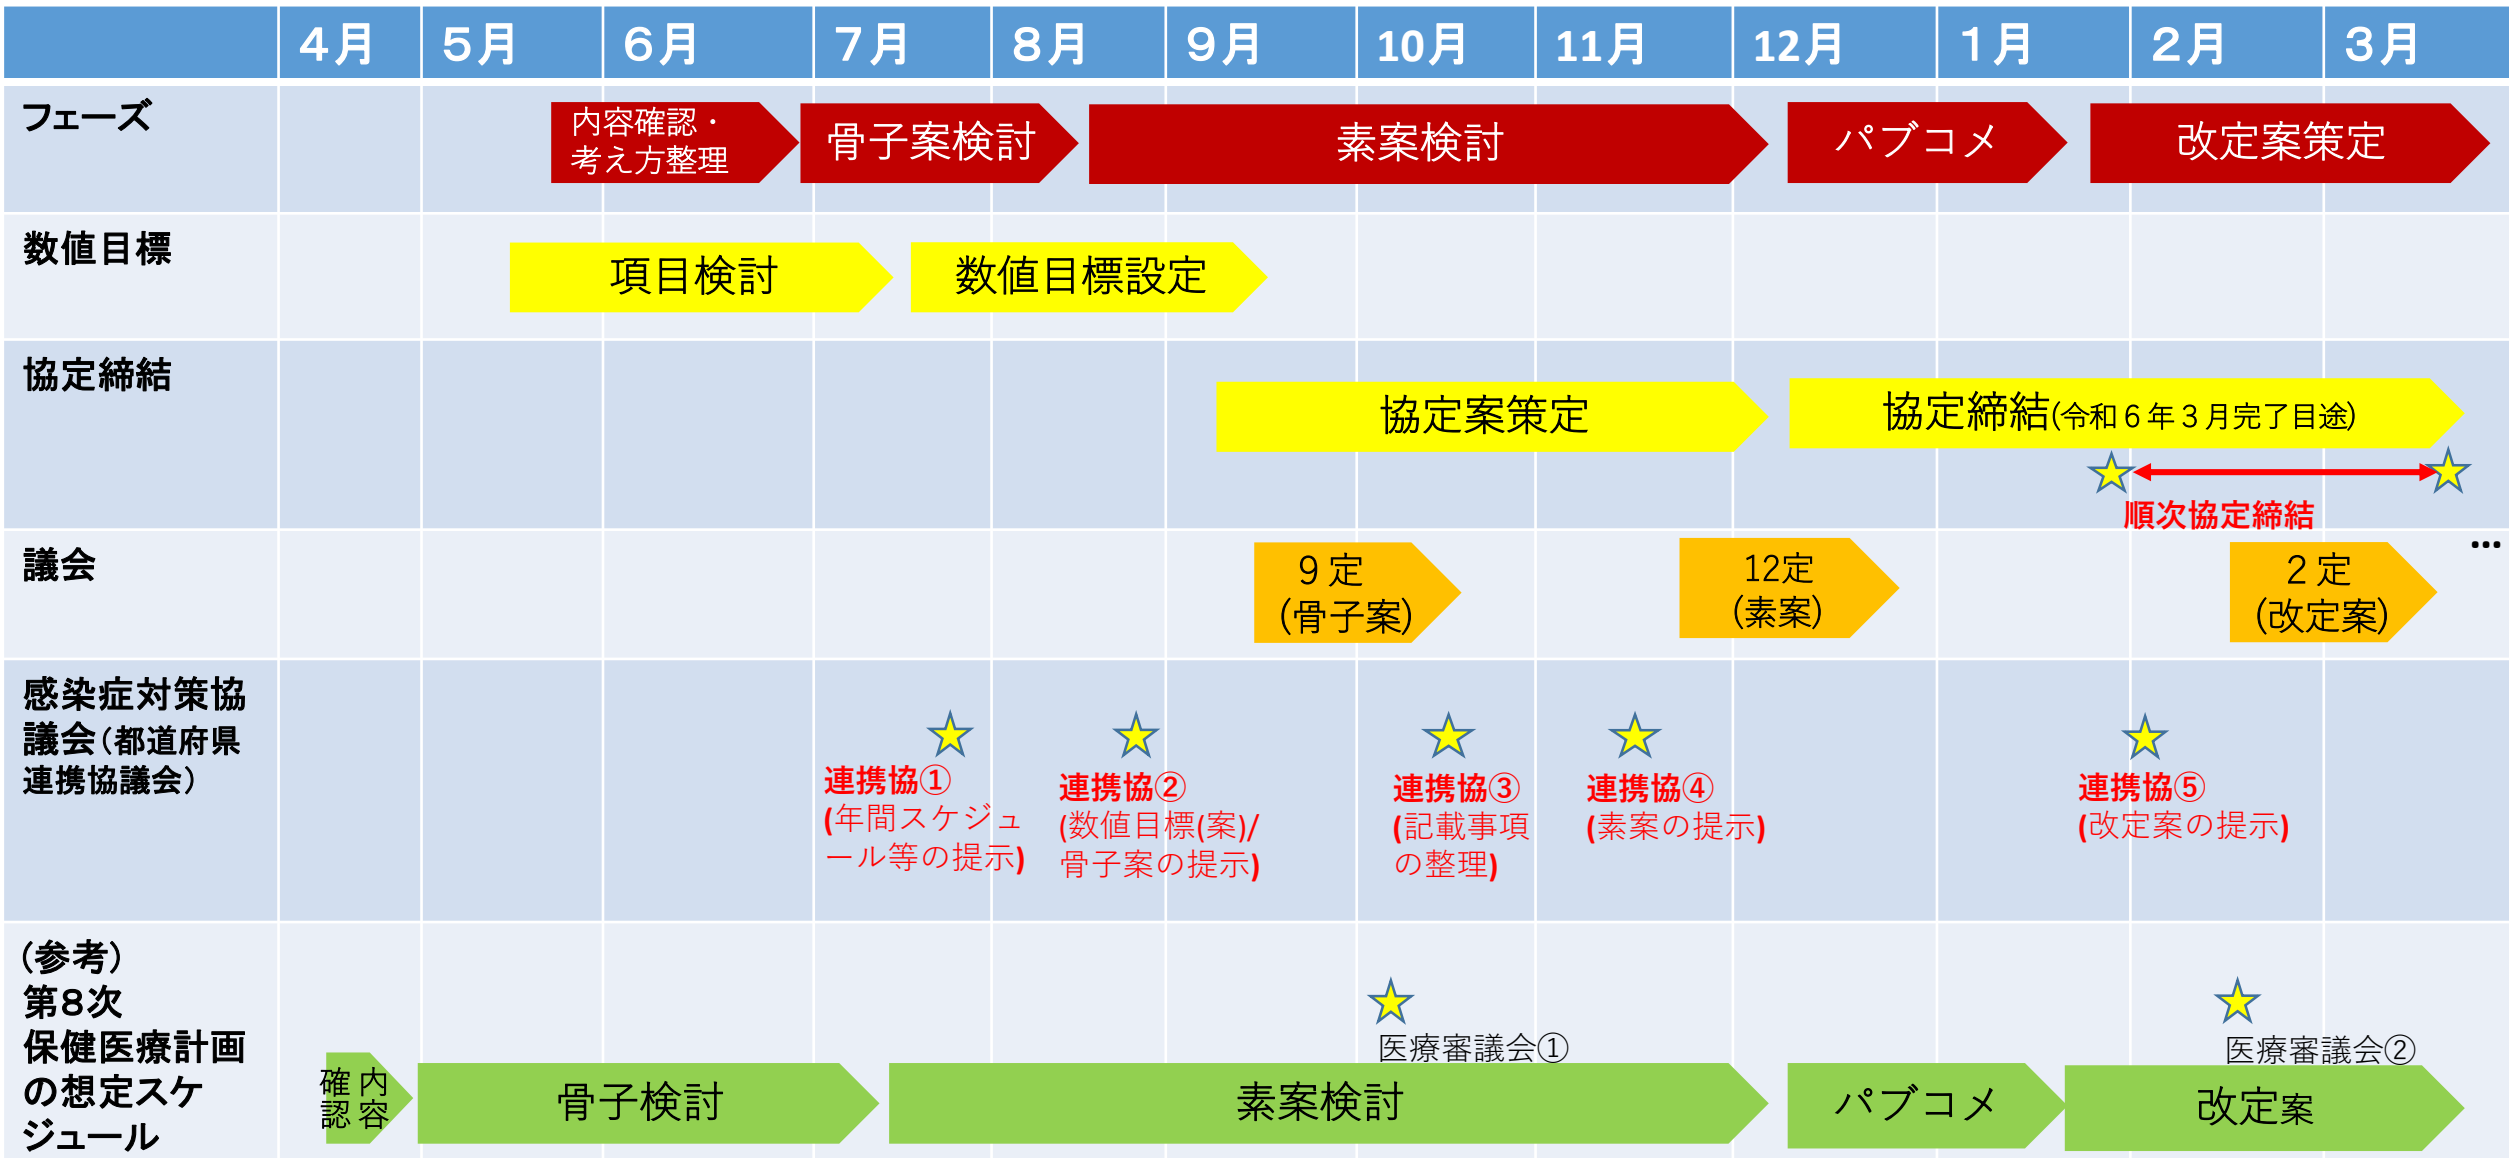 4月 5月 6月 7月 8月 9月 10月 11月 12月 1月 2月 3月
フェーズ
内容確認・
考え方整理
骨子案検討
素案検討
パブコメ
改定案策定
数値目標
項目検討
数値目標設定
協定締結
協定案策定
協定締結(令和6年3月完了目途)
順次協定締結
議会
9定
(骨子案)
12定
(素案)
2定
(改定案)
…
感染症対策協
議会(都道府県
連携協議会)
連携協①
(年間スケジュ
ール等の提示)
連携協②
(数値目標(案)/
骨子案の提示)
連携協③
(記載事項
の整理)
連携協④
(素案の提示)
連携協⑤
(改定案の提示)
(参考)
第8次
保健医療計画
の想定スケ
ジュール
医療審議会①
医療審議会②
内容
確認
骨子検討
素案検討
パブコメ
改定案